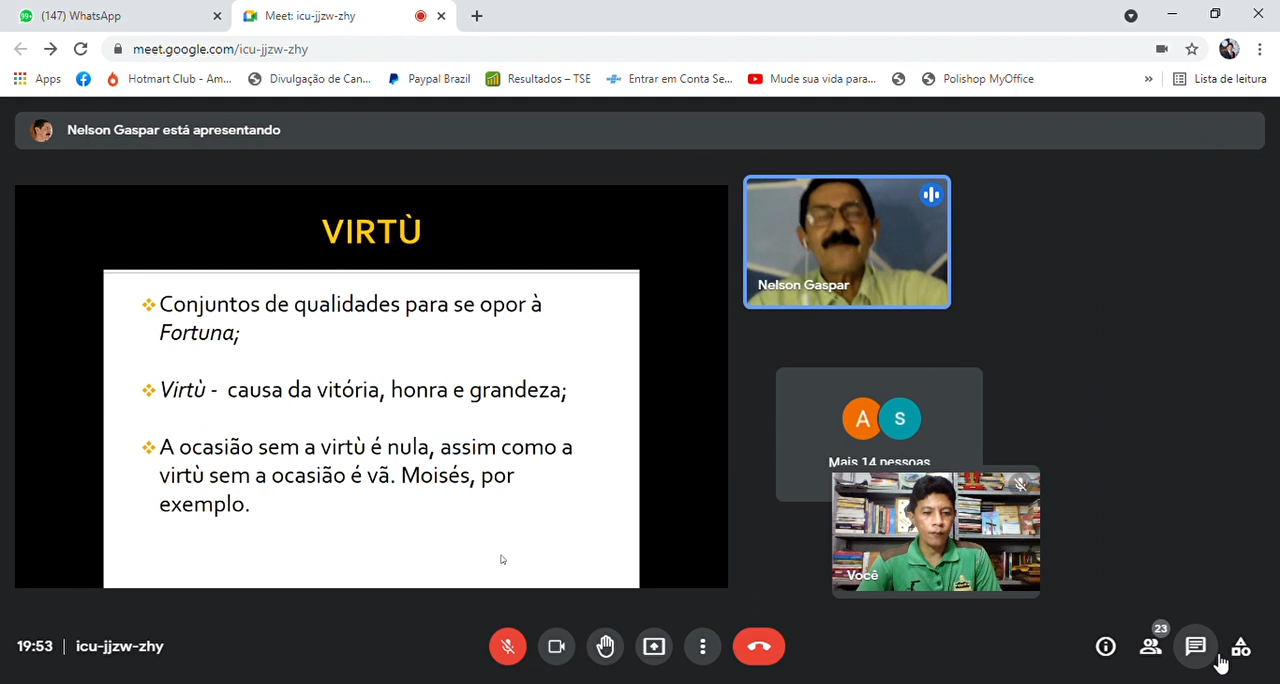 99+
(147) WhatsApp
Meet: icu-jjzw-zhy
meet.google.com/icu-jjzw-zhy
Apps
Hotmart Club - Am...
Divulgação de Can...
Paypal Brazil
Resultados – TSE
Entrar em Conta Se...
Mude sua vida para...
Polishop MyOffice
»
Lista de leitura
Nelson Gaspar está apresentando
VIRTÙ
Conjuntos de qualidades para se opor à
Fortuna;
Virtù - causa da vitória, honra e grandeza;
A ocasião sem a virtù é nula, assim como a
virtù sem a ocasião é vã. Moisés, por
exemplo.
Nelson Gaspar
A
S
Mais 14 pessoas
Você
19:53 | icu-jjzw-zhy
23